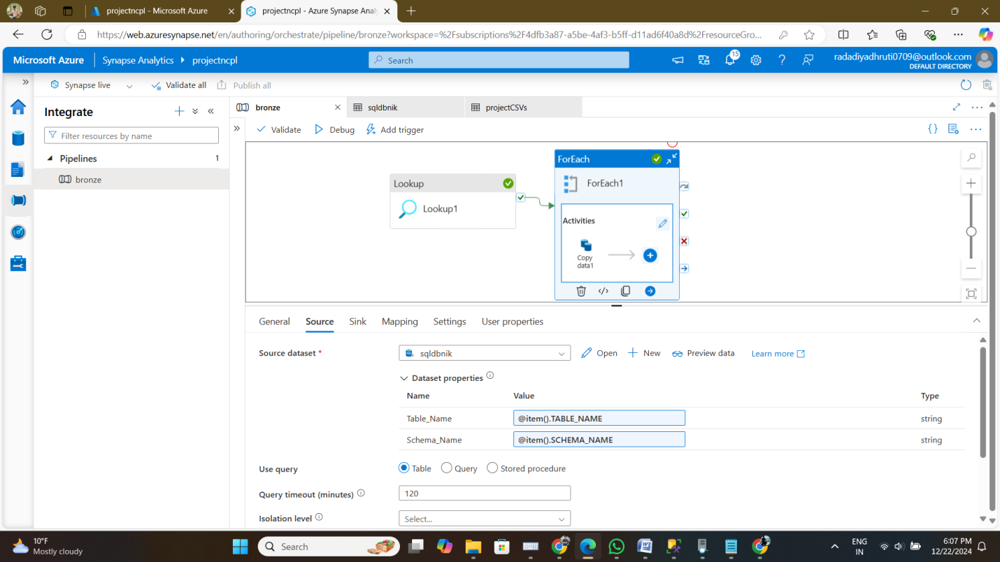 projectncpl - Microsoft Azure
projectncpl - Azure Synapse Anal
https://web.azuresynapse.net/en/authoring/orchestrate/pipeline/bronze?workspace=%2Fsubscriptions%2F4dfb3a87-a5be-4af3-b5ff-d11ad6f40a8d%2FresourceGro...
Microsoft Azure
Synapse Analytics
projectncpl
Search
15
radadiyadhruti0709@outlook.com
DEFAULT DIRECTORY
Synapse live
Validate all
Publish all
Integrate
Filter resources by name
Pipelines
1
bronze
bronze
sqldbnik
projectCSVs
Validate
Debug
Add trigger
Lookup
Lookup1
ForEach
ForEach1
Activities
Copy
data1
General
Source
Sink
Mapping
Settings
User properties
Source dataset *
sqldbnik
Open
New
Preview data
Learn more
Dataset properties
Name
Value
Type
Table_Name
@item().TABLE_NAME
string
Schema_Name
@item().SCHEMA_NAME
string
Use query
Table
Query
Stored procedure
Query timeout (minutes)
120
Isolation level
Select...
10°F
Mostly cloudy
Search
ENG
IN
6:07 PM
12/22/2024